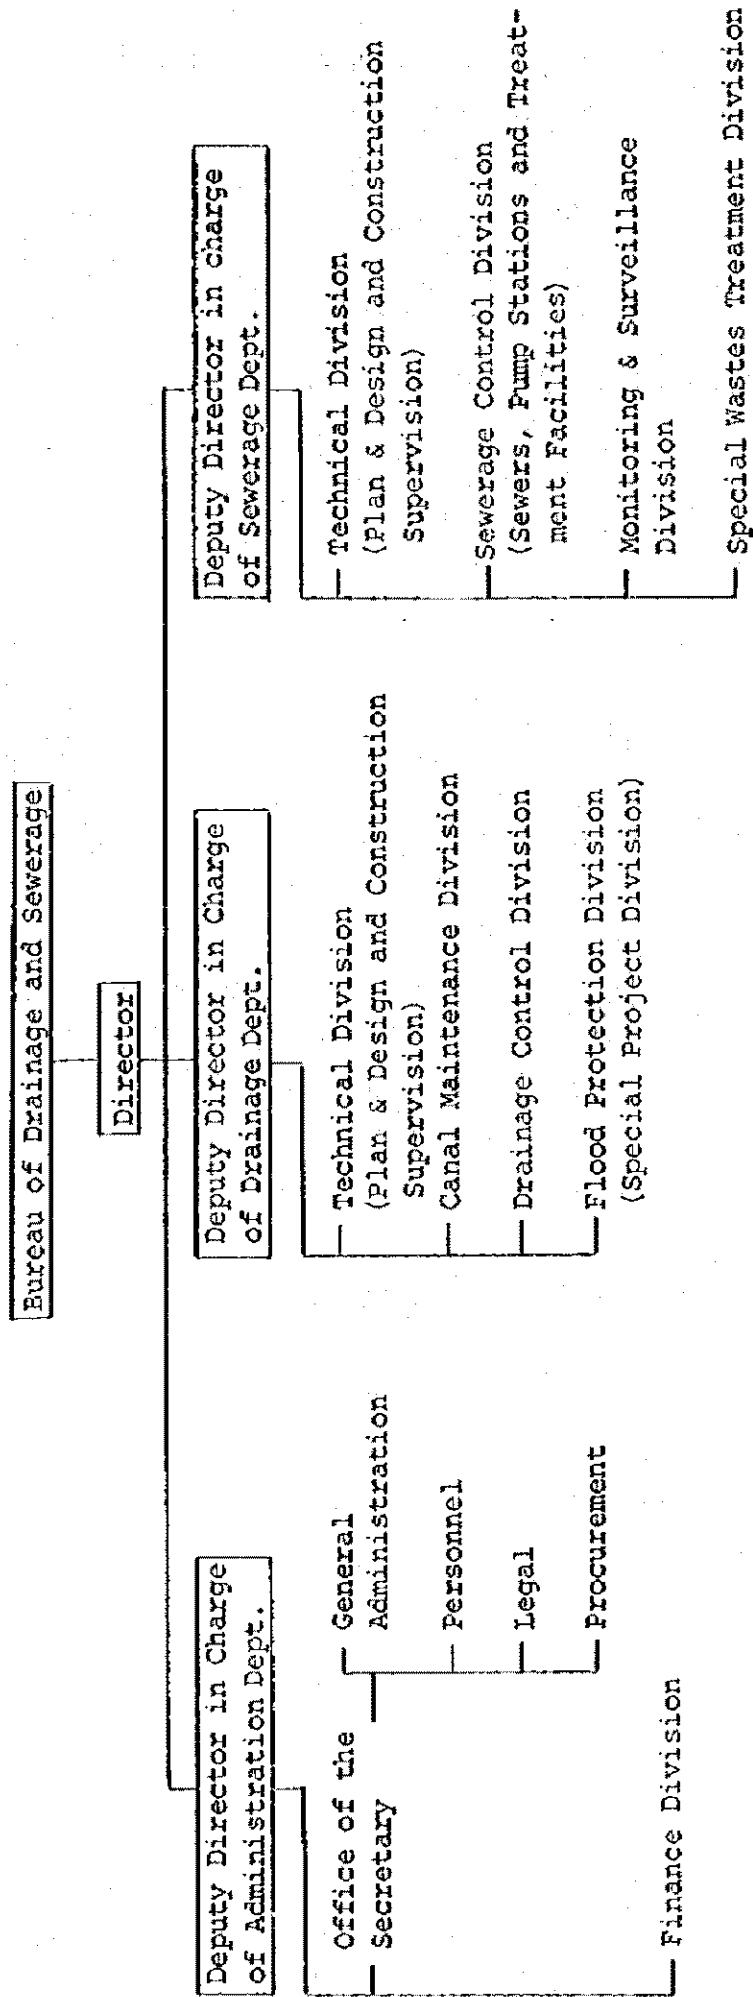 Bureau of Drainage and Sewerage
Director
Deputy Director in Charge
of Administration Dept.
Office of the
Secretary
General
Administration
Personnel
Legal
Procurement
Finance Division
Deputy Director in Charge
of Drainage Dept.
Technical Division
(Plan & Design and Construction
Supervision)
Canal Maintenance Division
Drainage Control Division
Flood Protection Division
(Special Project Division)
Deputy Director in charge
of Sewerage Dept.
Technical Division
(Plan & Design and Construction
Supervision)
Sewerage Control Division
(Sewers, Pump Stations and Treat-
ment Facilities)
Monitoring & Surveillance
Division
Special Wastes Treatment Division